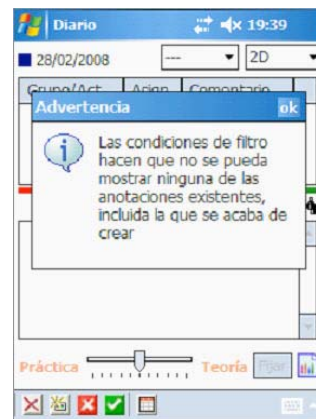 Diario 19:39
28/02/2008 --- 2D
Grupo/Act Asign Comentario
Advertencia ok
Las condiciones de filtro
hacen que no se pueda
mostrar ninguna de las
anotaciones existentes,
incluida la que se acaba de
crear
Práctica Teoría Fijar